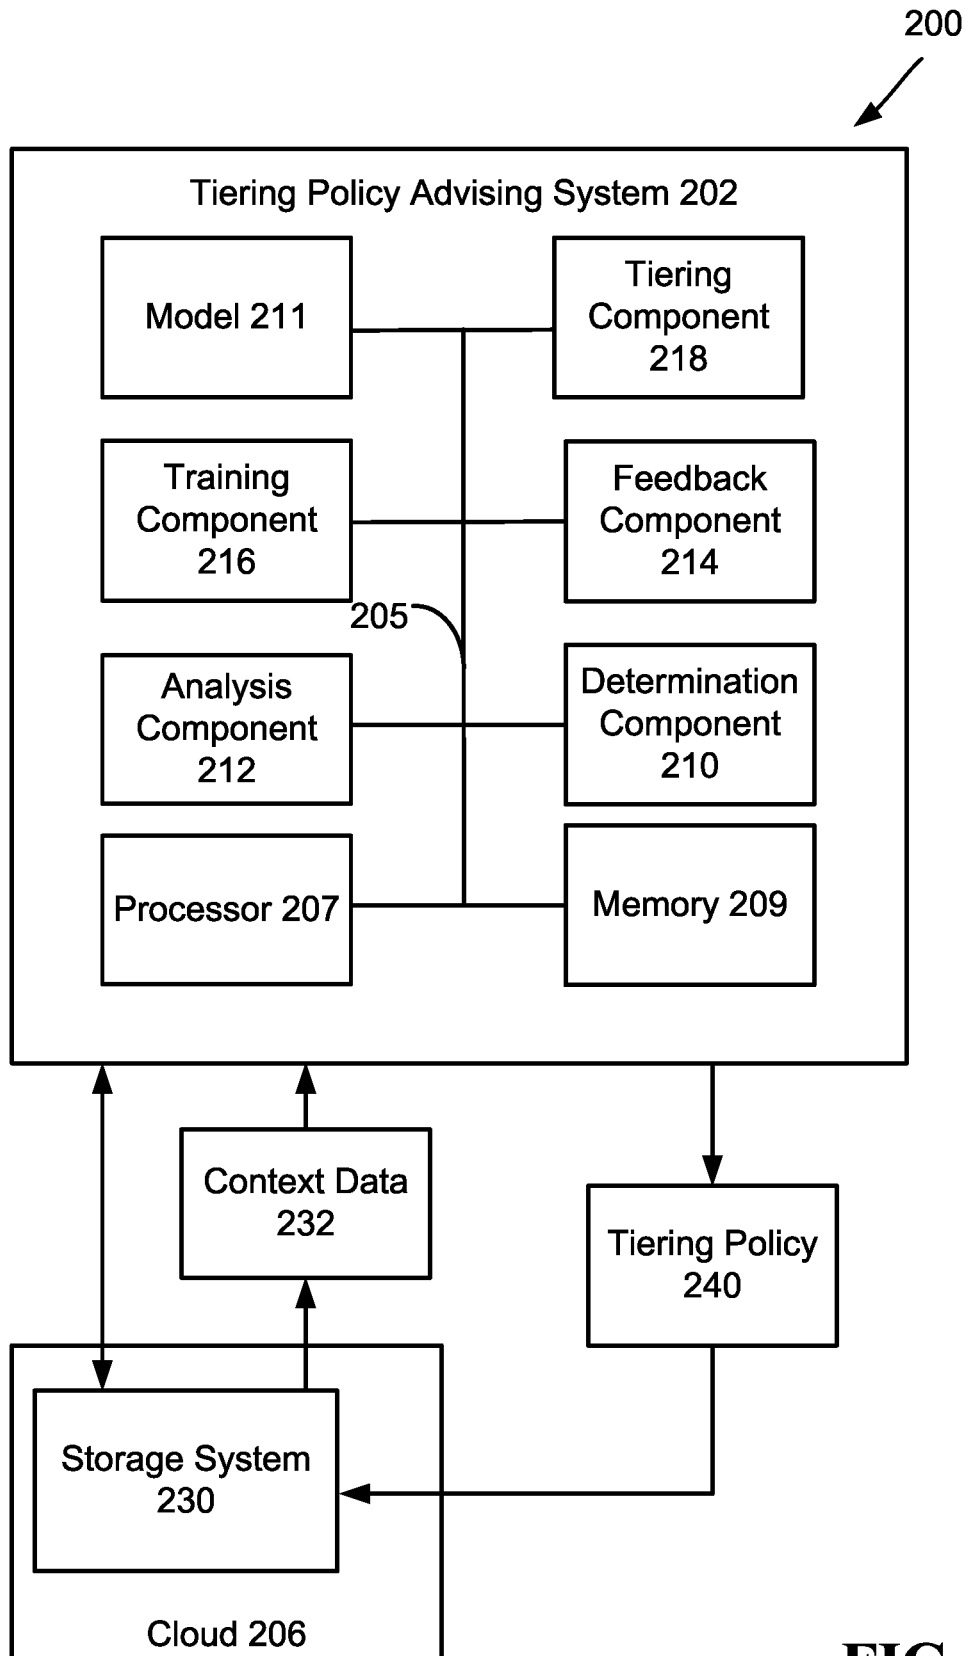 200
Tiering Policy Advising System 202
Model 211
Tiering
Component
218
Training
Component
216
Feedback
Component
214
205
Analysis
Component
212
Determination
Component
210
Processor 207
Memory 209
Context Data
232
Tiering Policy
240
Storage System
230
Cloud 206
FIG